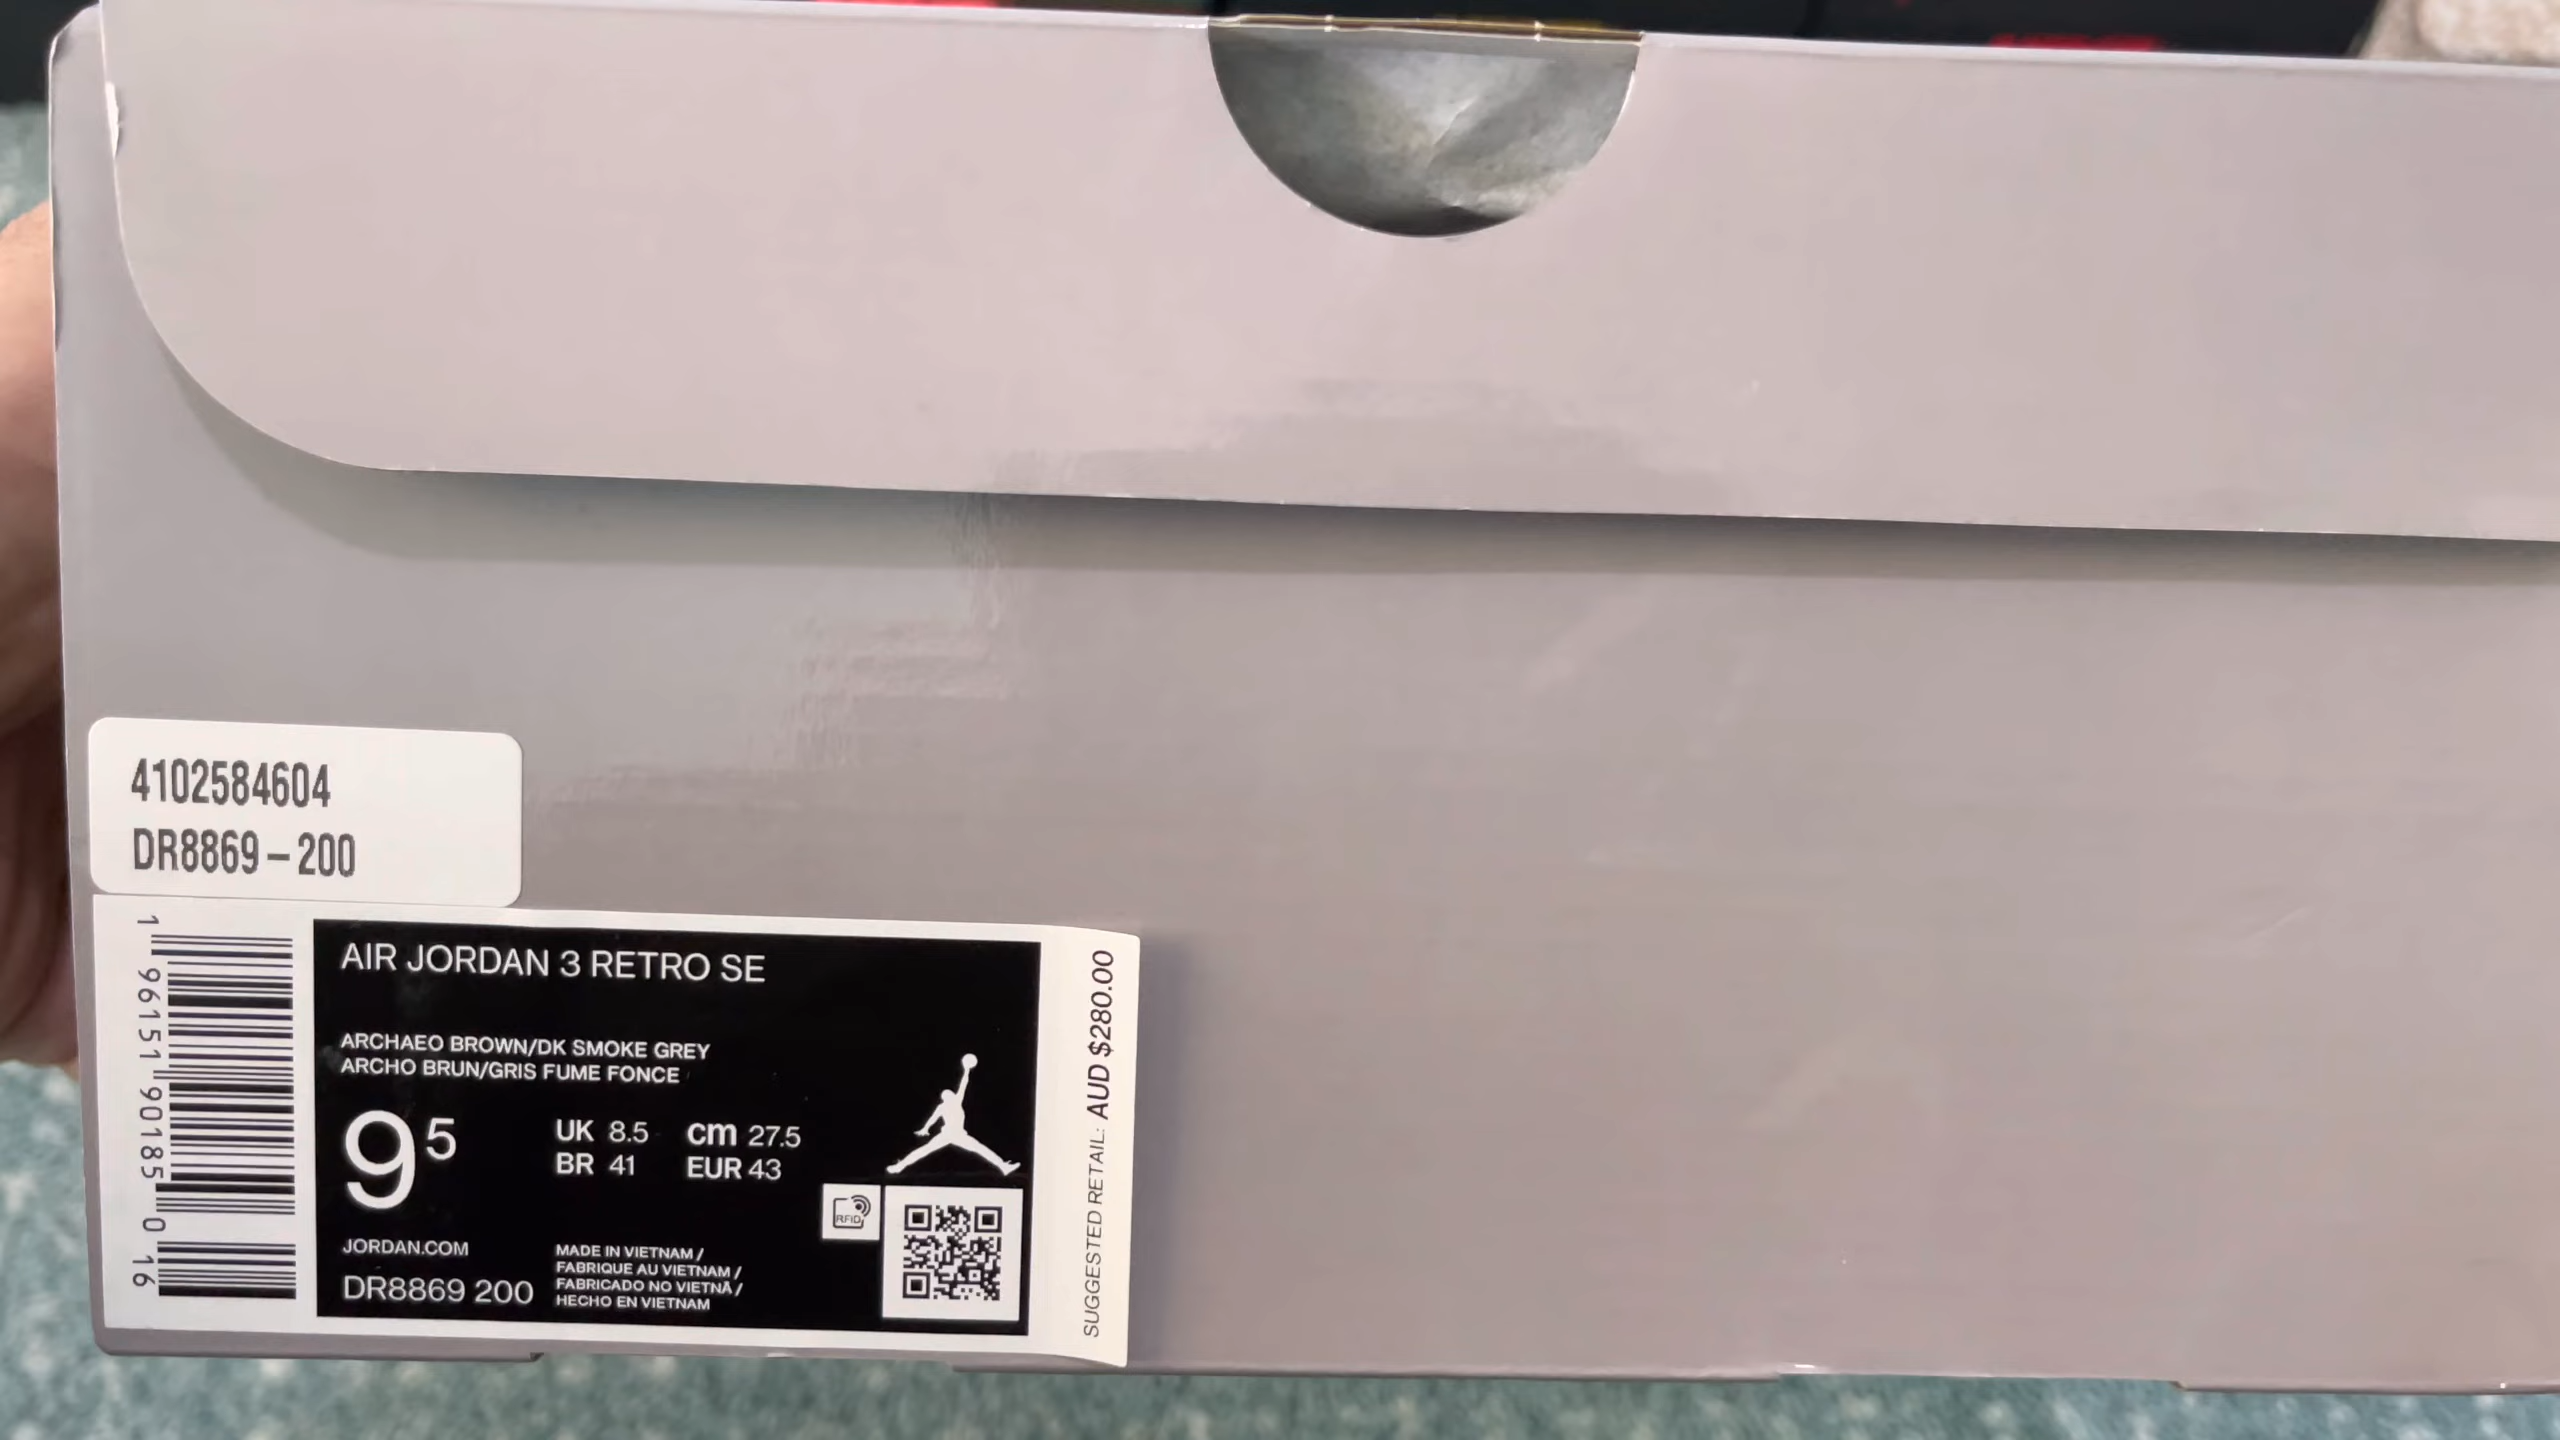 4102584604
DR8869-200
1 96151 90185 0 16
AIR JORDAN 3 RETRO SE
ARCHAEO BROWN/DK SMOKE GREY
ARCHO BRUN/GRIS FUME FONCE
9 5
UK 8.5 cm 27.5
BR 41 EUR 43
RFID
JORDAN.COM
DR8869 200
MADE IN VIETNAM /
FABRIQUE AU VIETNAM /
FABRICADO NO VIETNÃ /
HECHO EN VIETNAM
SUGGESTED RETAIL: AUD $280.00